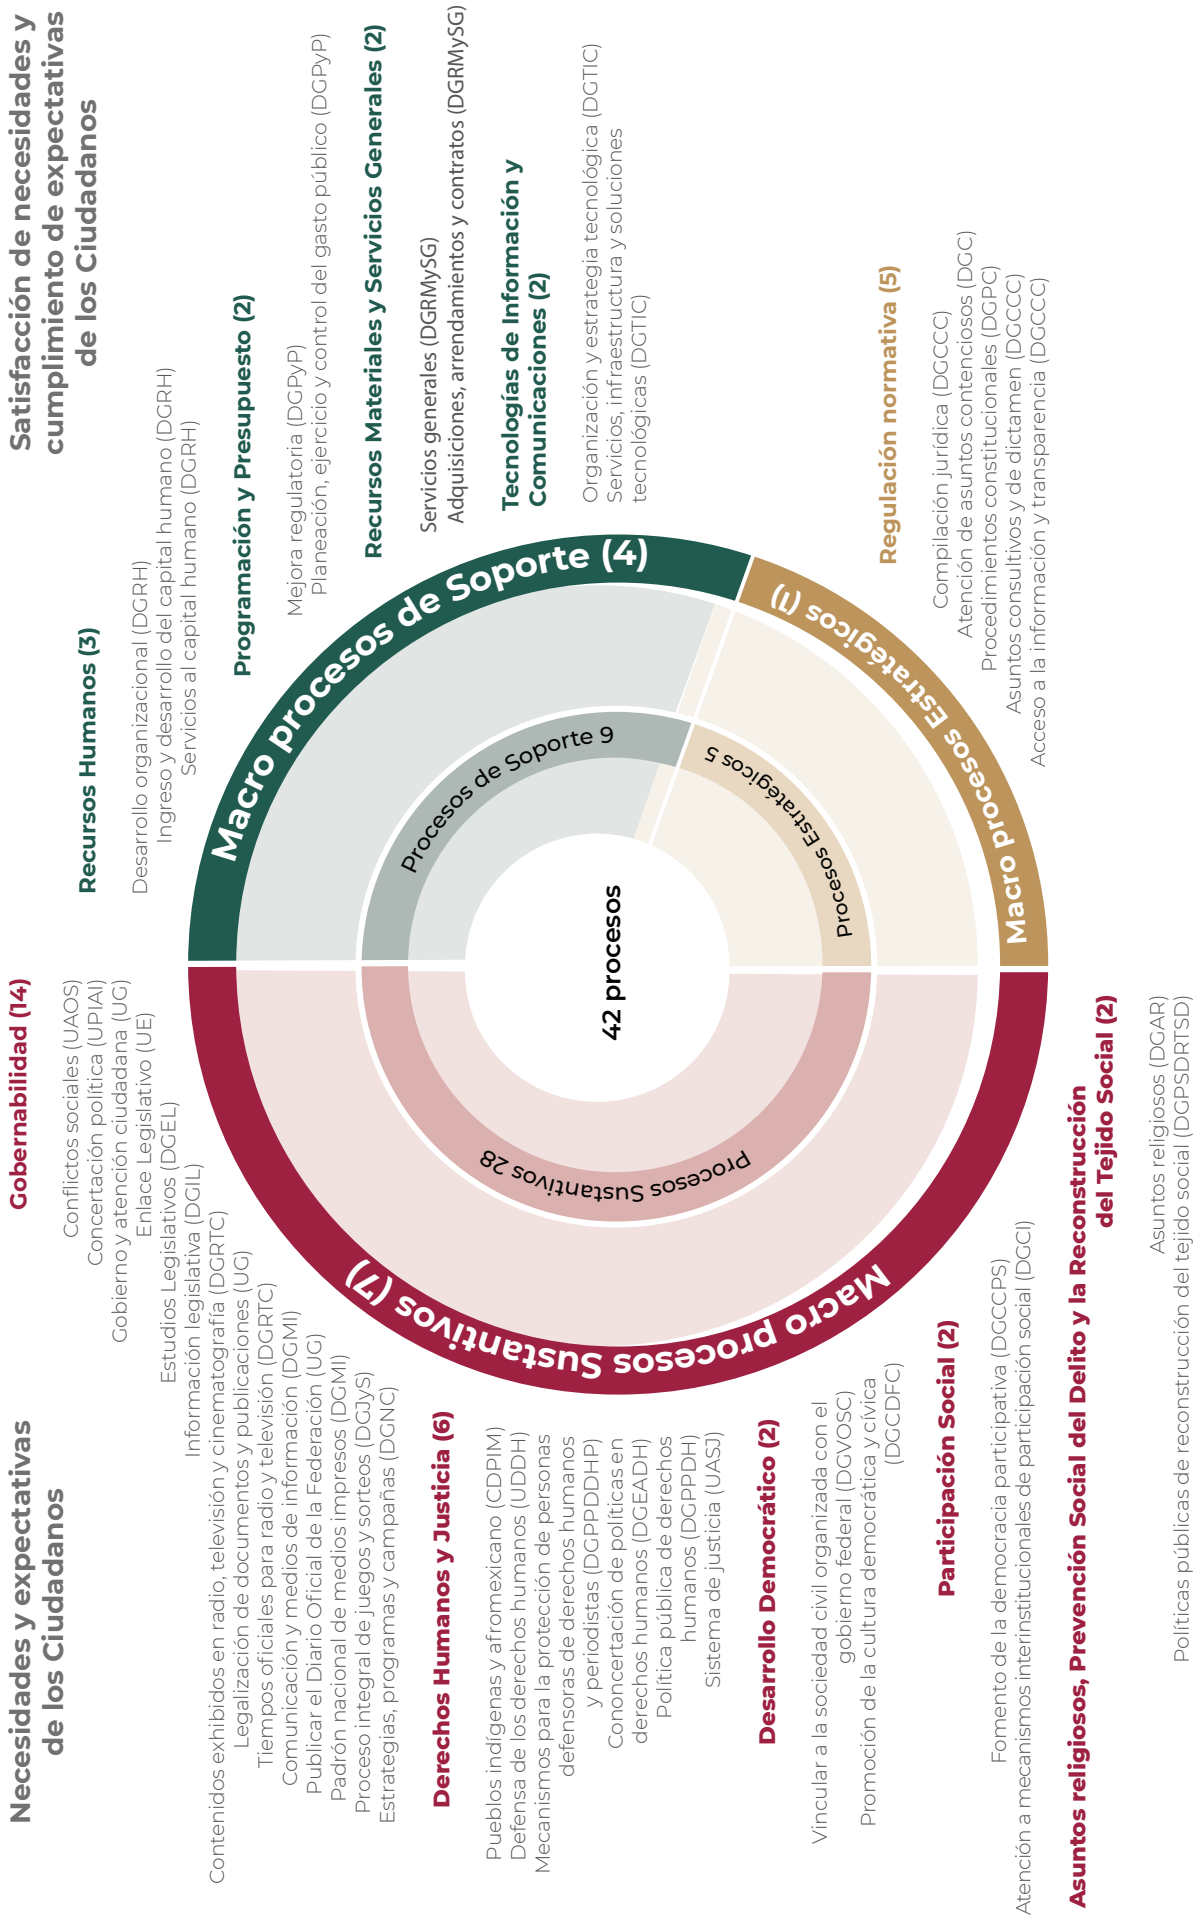 Necesidades y expectativas
de los Ciudadanos
Gobernabilidad (14)
Conflictos sociales (UAOS)
Concertación política (UPIAI)
Gobierno y atención ciudadana (UG)
Enlace Legislativo (UE)
Estudios Legislativos (DGEL)
Información legislativa (DGIL)
Contenidos exhibidos en radio, televisión y cinematografía (DGRTC)
Legalización de documentos y publicaciones (UG)
Tiempos oficiales para radio y televisión (DGRTC)
Comunicación y medios de información (DGMI)
Publicar el Diario Oficial de la Federación (UG)
Padrón nacional de medios impresos (DGMI)
Proceso integral de juegos y sorteos (DGJyS)
Estrategias, programas y campañas (DGNC)
Derechos Humanos y Justicia (6)
Pueblos indígenas y afromexicano (CDPIM)
Defensa de los derechos humanos (UDDH)
Mecanismos para la protección de personas
defensoras de derechos humanos
y periodistas (DGPPDDHP)
Cononcertación de políticas en
derechos humanos (DGEADH)
Política pública de derechos
humanos (DGPPDH)
Sistema de justicia (UASJ)
Desarrollo Democrático (2)
Vincular a la sociedad civil organizada con el
gobierno federal (DGVOSC)
Promoción de la cultura democrática y cívica
(DGCDFC)
Participación Social (2)
Fomento de la democracia participativa (DGCCPS)
Atención a mecanismos interinstitucionales de participación social (DGCI)
Asuntos religiosos, Prevención Social del Delito y la Reconstrucción
del Tejido Social (2)
Asuntos religiosos (DGAR)
Políticas públicas de reconstrucción del tejido social (DGPSDRTSD)
Macro procesos Sustantivos (7)
Procesos Sustantivos 28
42 procesos
Procesos de Soporte 9
Procesos Estratégicos 5
Macro procesos de Soporte (4)
Macro procesos Estratégicos (1)
Satisfacción de necesidades y
cumplimiento de expectativas
de los Ciudadanos
Recursos Humanos (3)
Desarrollo organizacional (DGRH)
Ingreso y desarrollo del capital humano (DGRH)
Servicios al capital humano (DGRH)
Programación y Presupuesto (2)
Mejora regulatoria (DGPyP)
Planeación, ejercicio y control del gasto público (DGPyP)
Recursos Materiales y Servicios Generales (2)
Servicios generales (DGRMySG)
Adquisiciones, arrendamientos y contratos (DGRMySG)
Tecnologías de Información y
Comunicaciones (2)
Organización y estrategia tecnológica (DGTIC)
Servicios, infraestructura y soluciones
tecnológicas (DGTIC)
Regulación normativa (5)
Compilación jurídica (DGCCC)
Atención de asuntos contenciosos (DGC)
Procedimientos constitucionales (DGPC)
Asuntos consultivos y de dictamen (DGCCC)
Acceso a la información y transparencia (DGCCC)